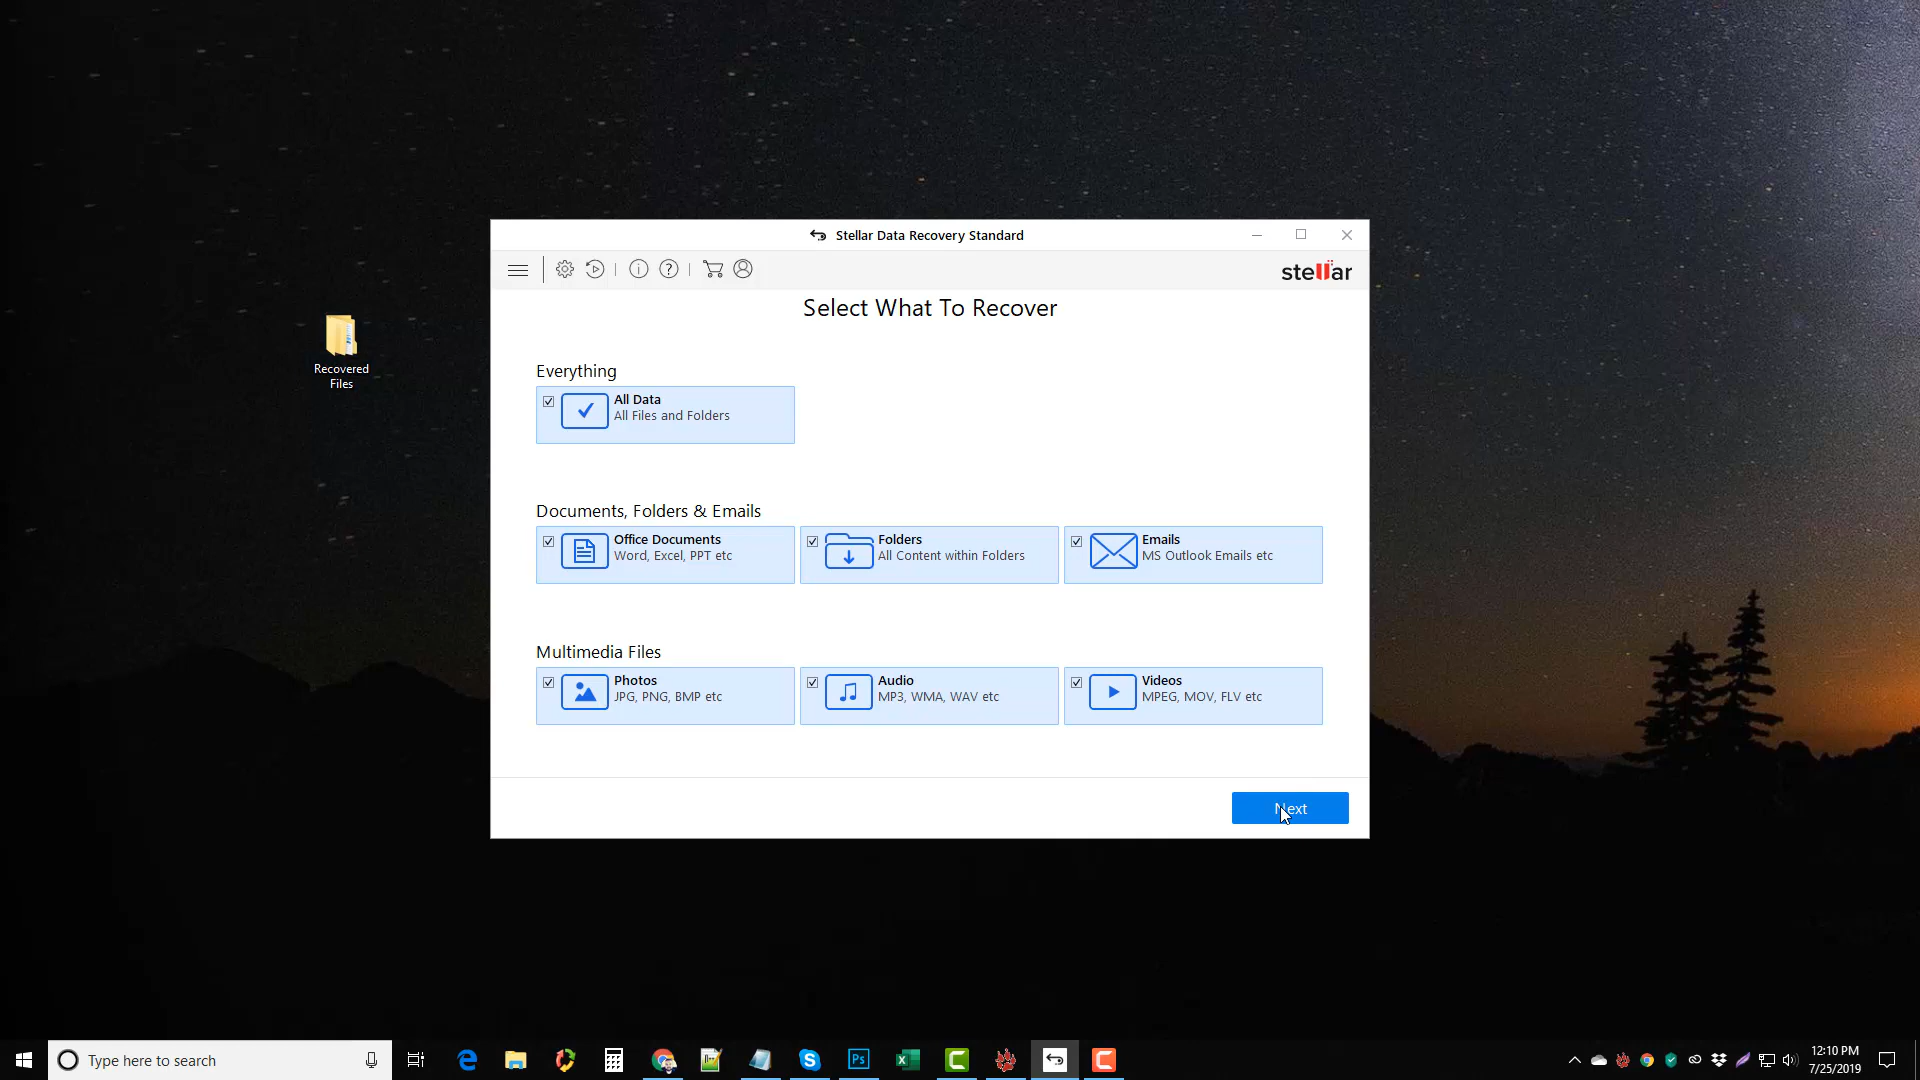 Stellar Data Recovery Standard
stellar
Select What To Recover
Recovered
Files
Everything
All Data
All Files and Folders
Documents, Folders & Emails
Office Documents
Word, Excel, PPT etc
Folders
All Content within Folders
Emails
MS Outlook Emails etc
Multimedia Files
Photos
JPG, PNG, BMP etc
Audio
MP3, WMA, WAV etc
Videos
MPEG, MOV, FLV etc
Next
Type here to search
Ps
12:10 PM
7/25/2019